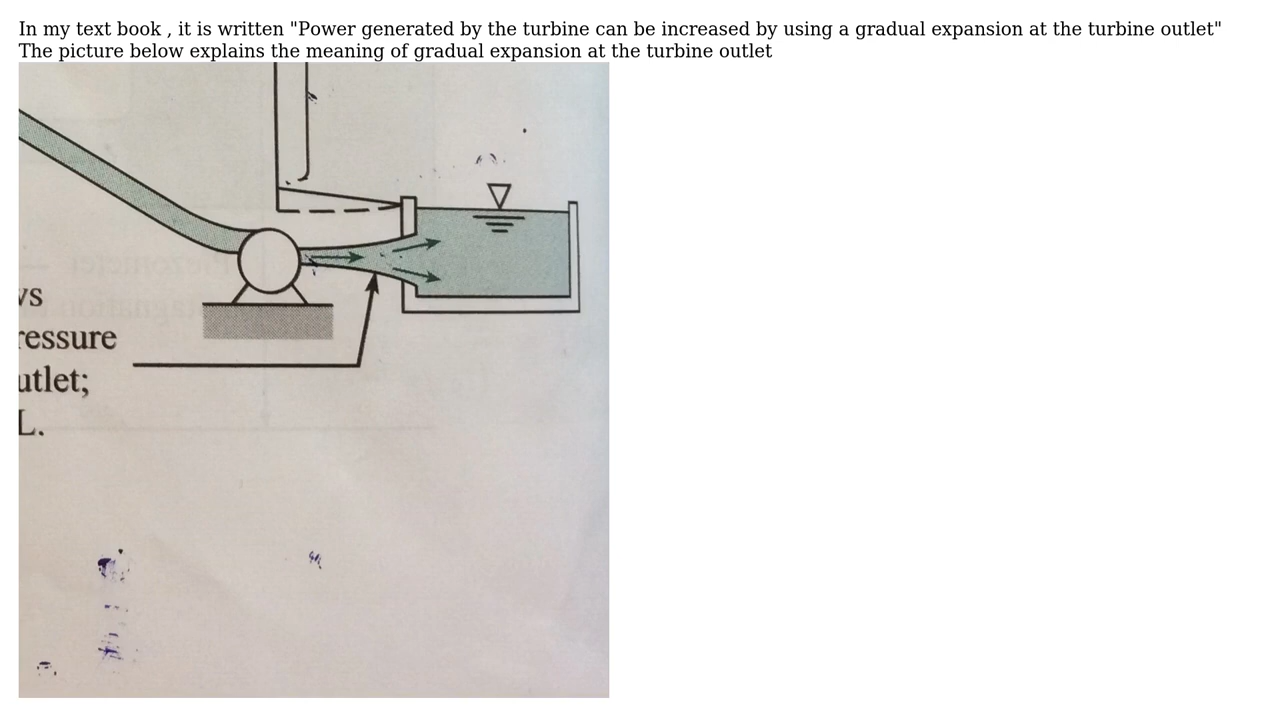 In my text book , it is written "Power generated by the turbine can be increased by using a gradual expansion at the turbine outlet"
The picture below explains the meaning of gradual expansion at the turbine outlet
vs
ressure
utlet;
L.